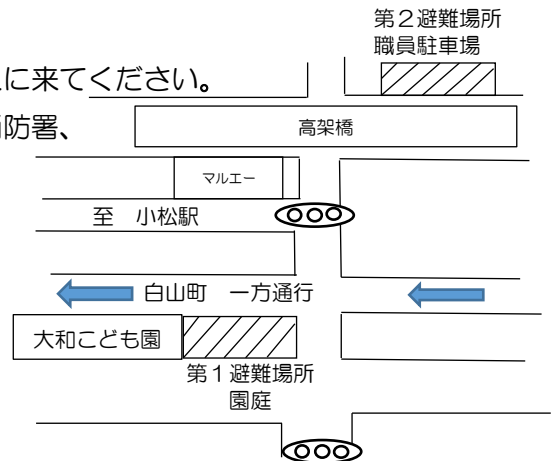 第２避難場所
職員駐車場
に来てください。
防署、
高架橋
マルエー
至　小松駅
白山町　一方通行
大和こども園
第１避難場所
園庭